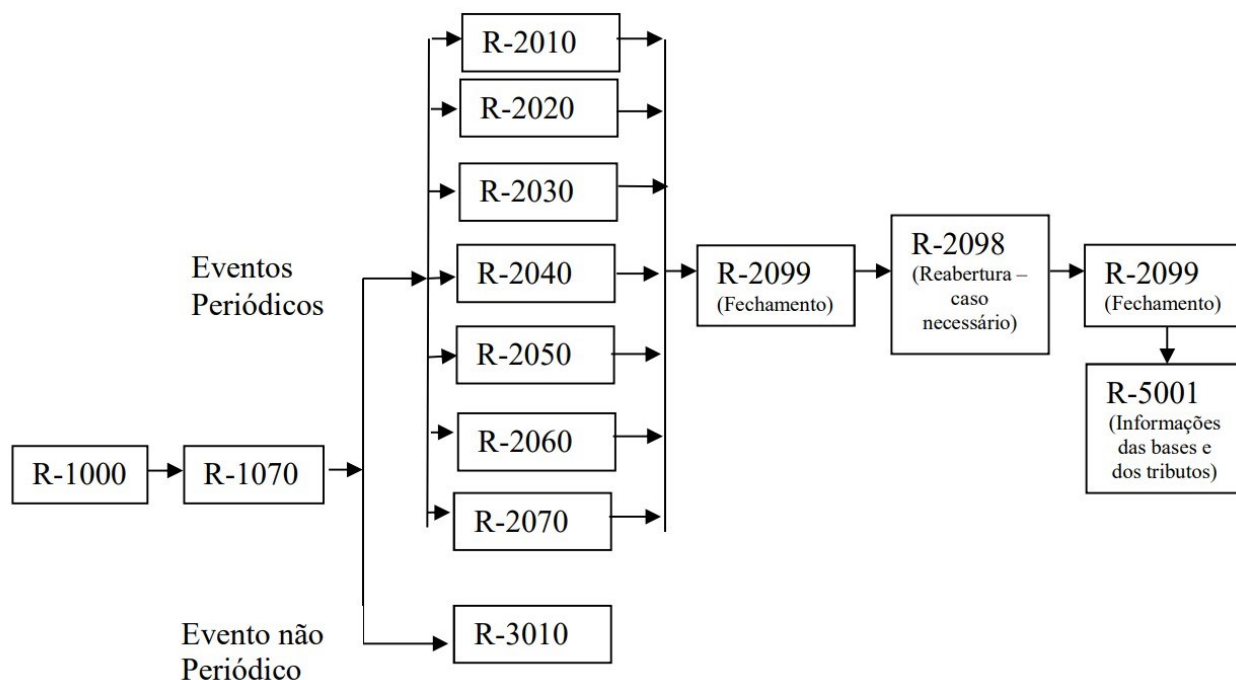 R-2010
R-2020
R-2030
Eventos
Periódicos
R-2040
R-2050
R-2060
R-2070
R-2099
(Fechamento)
R-2098
(Reabertura –
caso
necessário)
R-2099
(Fechamento)
R-5001
(Informações
das bases e
dos tributos)
R-1000
R-1070
Evento não
Periódico
R-3010